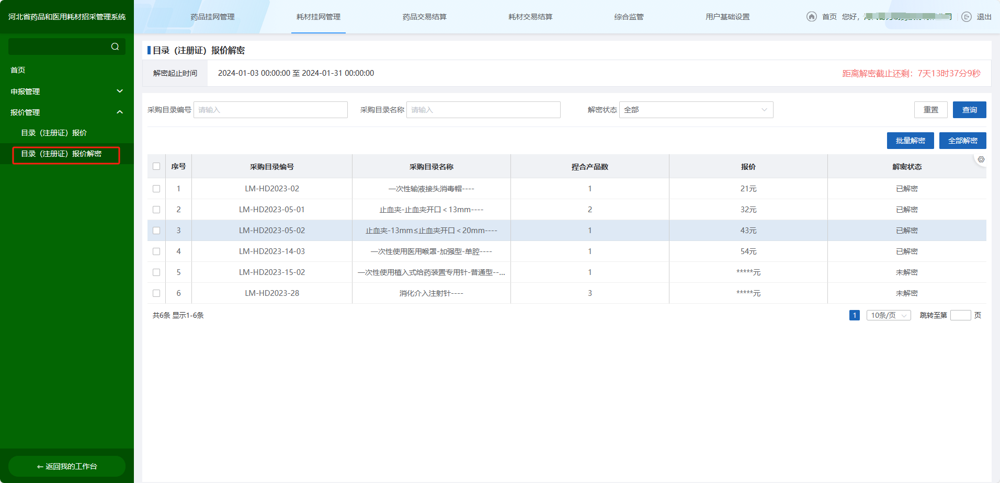 河北省药品和医用耗材招采管理系统
药品挂网管理 耗材挂网管理 药品交易结算 耗材交易结算 综合监管 用户基础设置 首页 您好， 退出
首页
申报管理
报价管理
目录（注册证）报价
目录（注册证）报价解密
返回我的工作台
目录（注册证）报价解密
解密起止时间 2024-01-03 00:00:00 至 2024-01-31 00:00:00 距离解密截止还剩：7天13时37分9秒
采购目录编号 请输入 采购目录名称 请输入 解密状态 全部 重置 查询
批量解密 全部解密
序号 采购目录编号 采购目录名称 捏合产品数 报价 解密状态
1 LM-HD2023-02 一次性输液接头消毒帽---- 1 21元 已解密
2 LM-HD2023-05-01 止血夹-止血夹开口＜13mm---- 2 32元 已解密
3 LM-HD2023-05-02 止血夹-13mm≤止血夹开口＜20mm---- 1 43元 已解密
4 LM-HD2023-14-03 一次性使用医用喉罩-加强型-单腔---- 1 54元 已解密
5 LM-HD2023-15-02 一次性使用植入式给药装置专用针-普通型--... 1 *****元 未解密
6 LM-HD2023-28 消化介入注射针---- 3 *****元 未解密
共6条 显示1-6条 1 10条/页 跳转至第 页